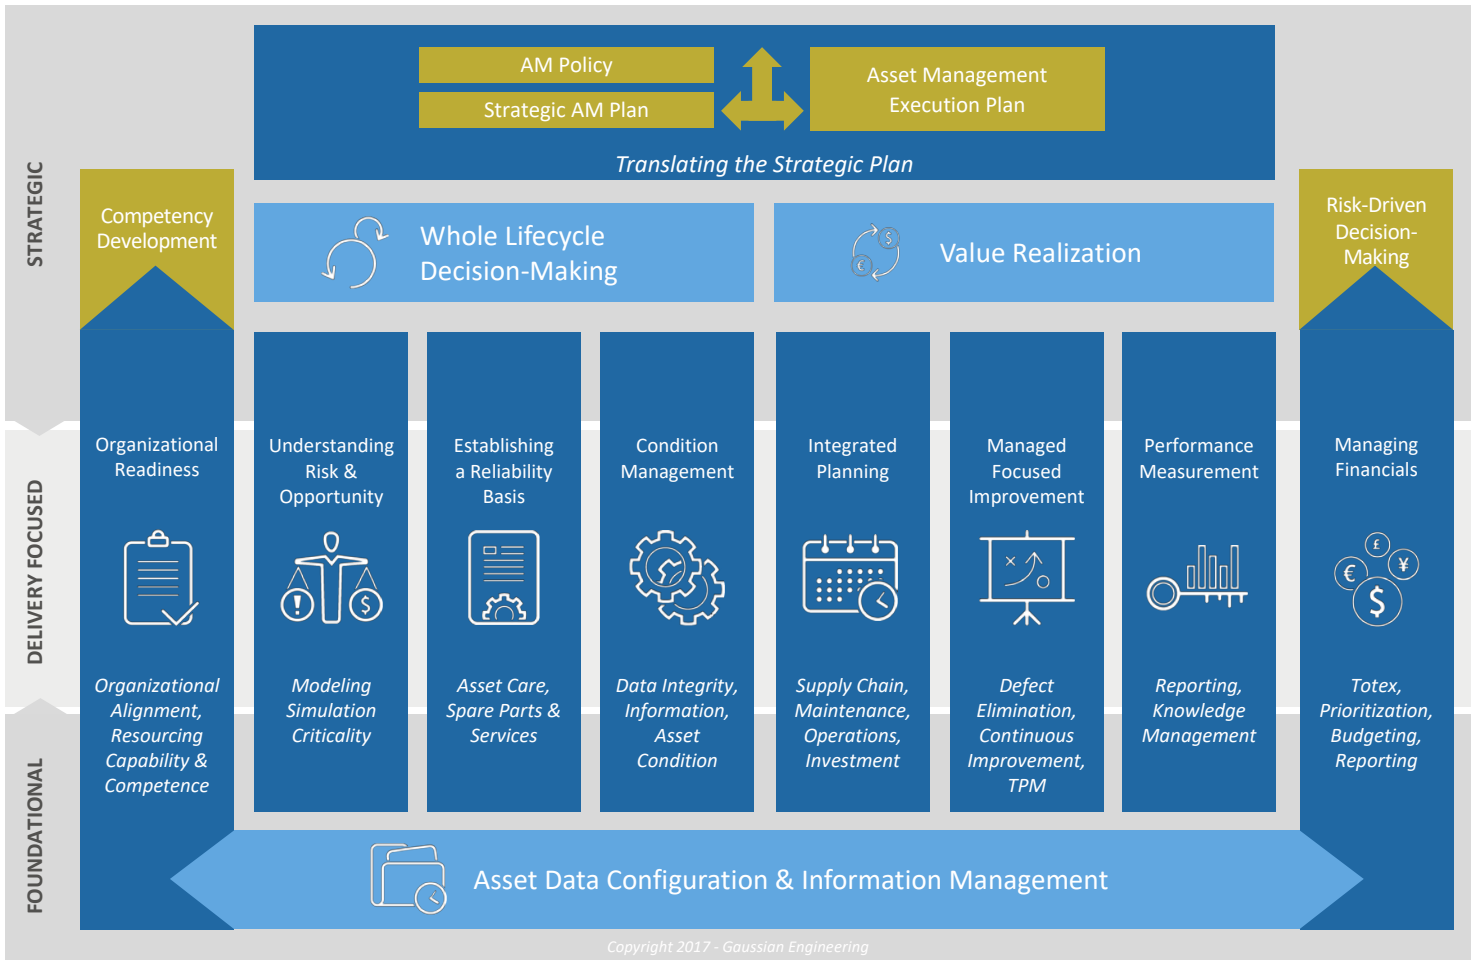 AM Policy
Strategic AM Plan
Asset Management
Execution Plan
Translating the Strategic Plan
STRATEGIC
Competency
Development
Whole Lifecycle
Decision-Making
$
€
Value Realization
Risk-Driven
Decision-
Making
DELIVERY FOCUSED
Organizational
Readiness
Organizational
Alignment,
Resourcing
Capability &
Competence
Understanding
Risk &
Opportunity
!
$
Modeling
Simulation
Criticality
Establishing
a Reliability
Basis
Asset Care,
Spare Parts &
Services
Condition
Management
Data Integrity,
Information,
Asset
Condition
Integrated
Planning
Supply Chain,
Maintenance,
Operations,
Investment
Managed
Focused
Improvement
Defect
Elimination,
Continuous
Improvement,
TPM
Performance
Measurement
Reporting,
Knowledge
Management
Managing
Financials
£
€
¥
$
Totex,
Prioritization,
Budgeting,
Reporting
FOUNDATIONAL
Asset Data Configuration & Information Management
Copyright 2017 - Gaussian Engineering